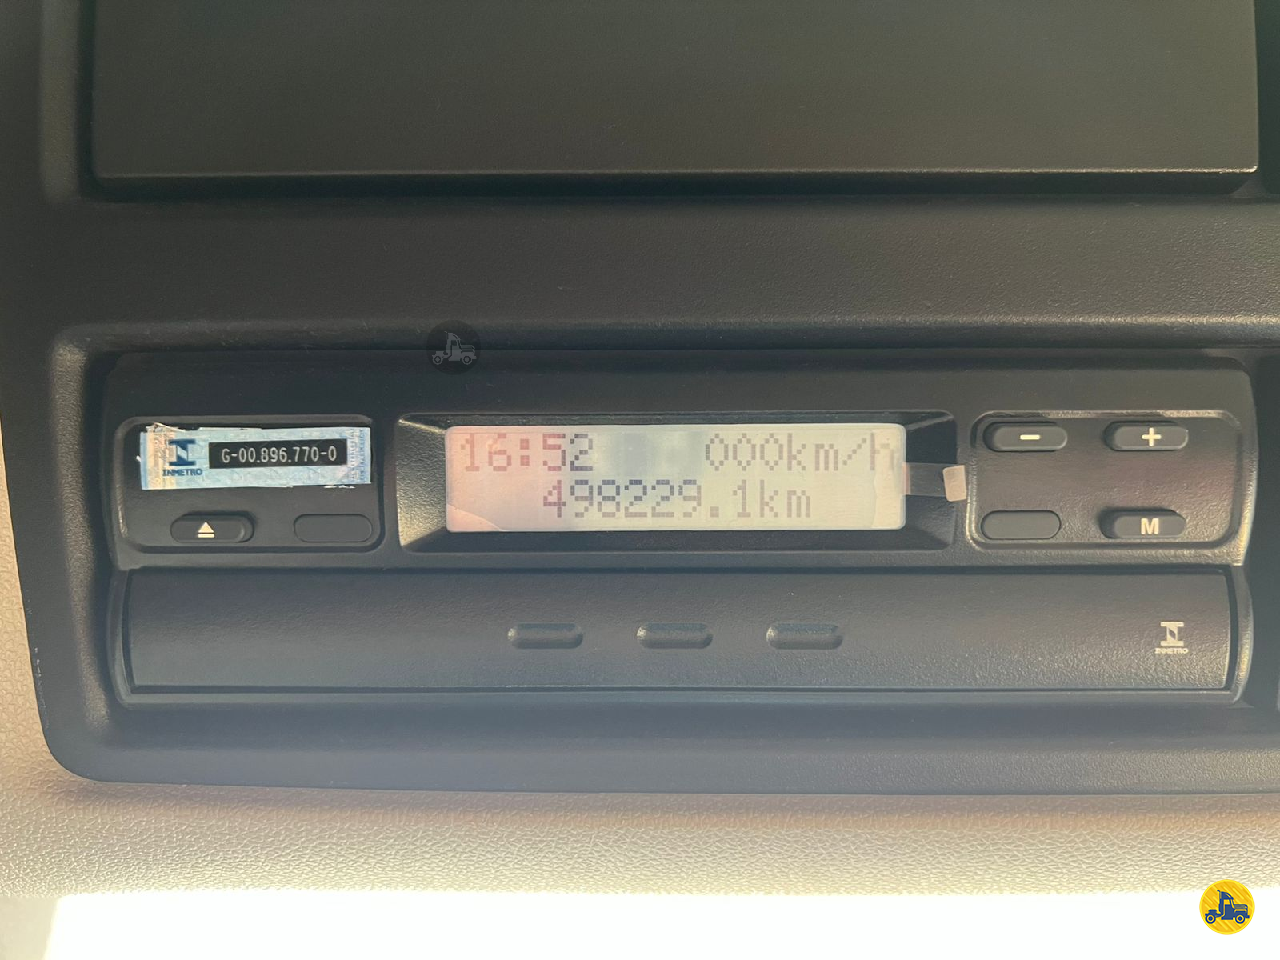 INMETRO
G-00.896.770-0
16:52 000km/h
498229.1km
M
INMETRO